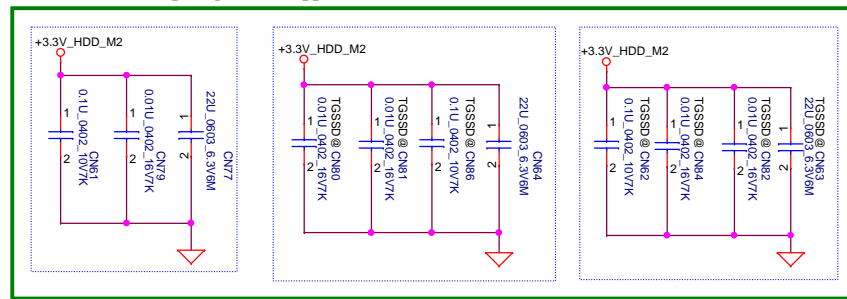 +3.3V_HDD_M2
1
2
CN61
0.1U_0402_10V7K
1
2
CN79
0.01U_0402_16V7K
1
2
CN77
22U_0603_6.3V6M
+3.3V_HDD_M2
1
2
TGSSD@ CN80
0.01U_0402_16V7K
1
2
TGSSD@ CN81
0.01U_0402_16V7K
1
2
TGSSD@ CN86
0.1U_0402_10V7K
1
2
CN64
22U_0603_6.3V6M
+3.3V_HDD_M2
1
2
TGSSD@ CN62
0.1U_0402_10V7K
1
2
TGSSD@ CN84
0.01U_0402_16V7K
1
2
TGSSD@ CN82
0.01U_0402_16V7K
1
2
TGSSD@ CN63
22U_0603_6.3V6M